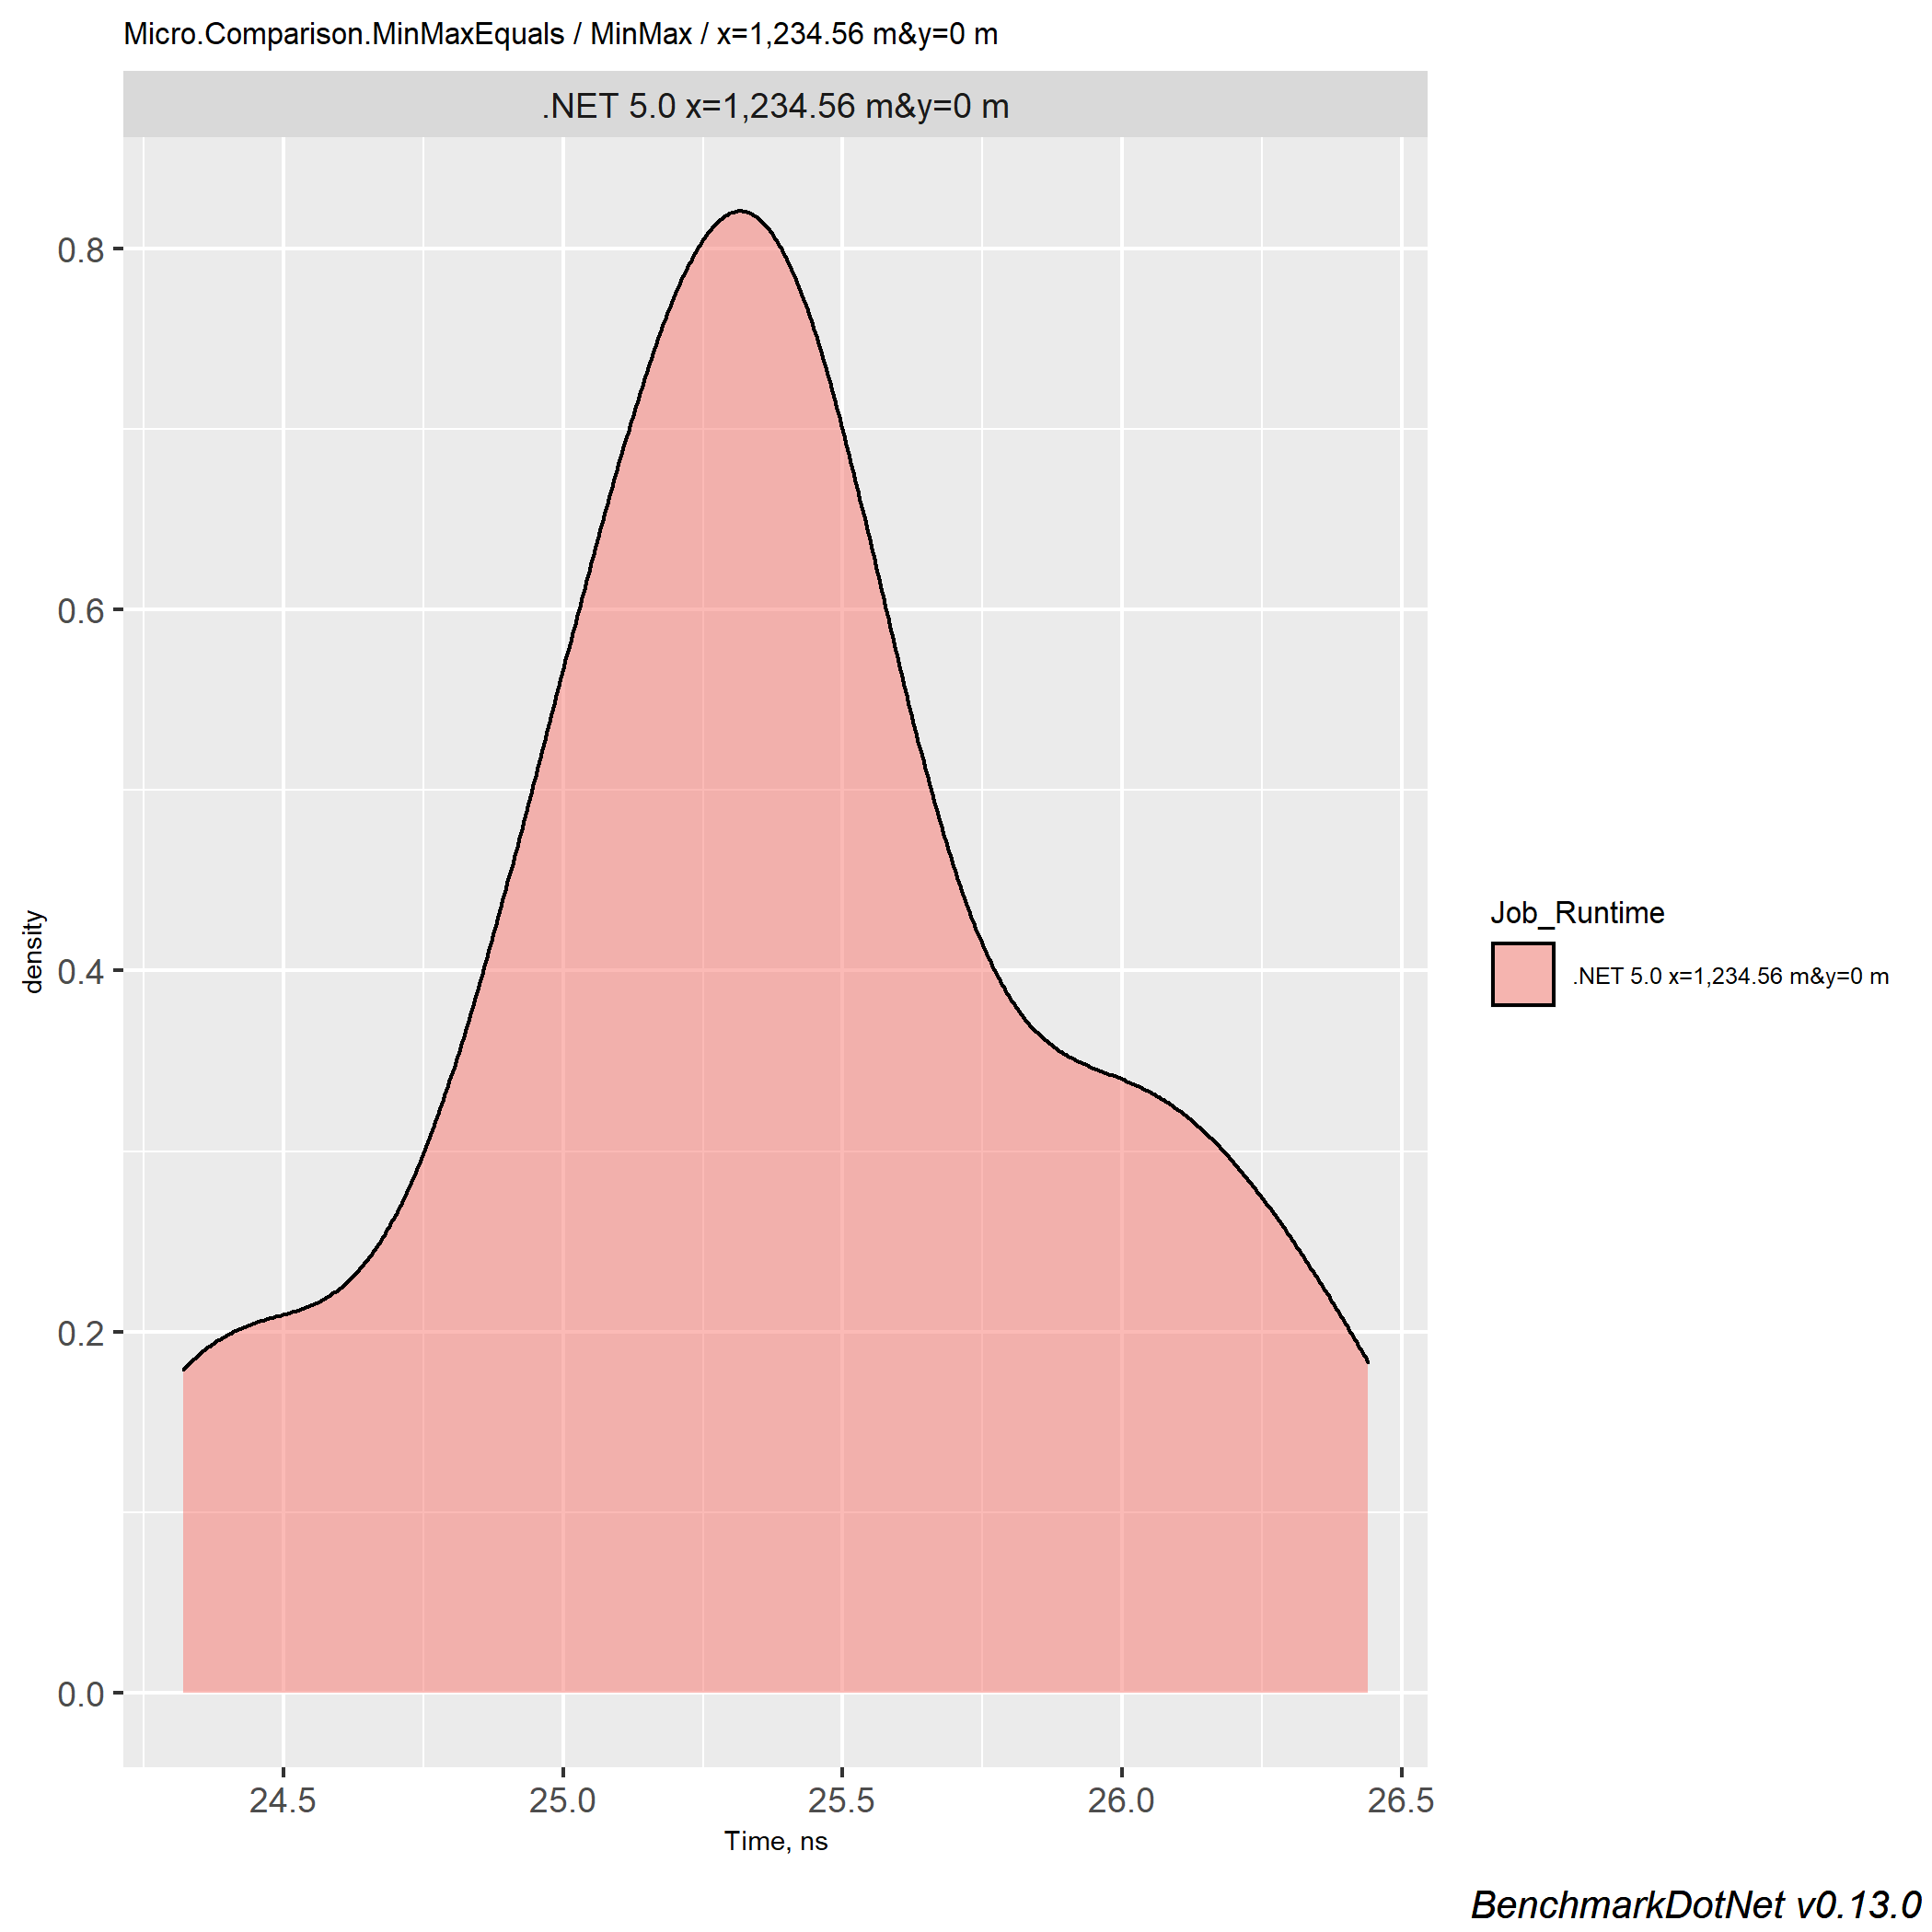 Micro.Comparison.MinMaxEquals / MinMax / x=1,234.56 m&y=0 m
.NET 5.0 x=1,234.56 m&y=0 m
0.8
0.6
0.4
0.2
0.0
density
24.5 25.0 25.5 26.0 26.5
Time, ns
Job_Runtime
.NET 5.0 x=1,234.56 m&y=0 m
BenchmarkDotNet v0.13.0